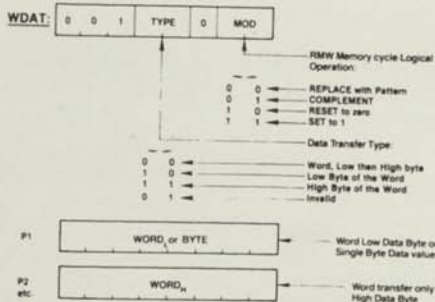 WDAT: 0 0 1 TYPE 0 MOD
RMW Memory cycle Logical
Operation:
0 0 REPLACE with Pattern
0 1 COMPLEMENT
1 0 RESET to zero
1 1 SET to 1
Data Transfer Type:
0 0 Word, Low then High byte
1 0 Low Byte of the Word
1 1 High Byte of the Word
0 1 Invalid
P1 WORDL or BYTE Word Low Data Byte or
Single Byte Data value
P2 WORDH Word transfer only
etc. High Data Byte